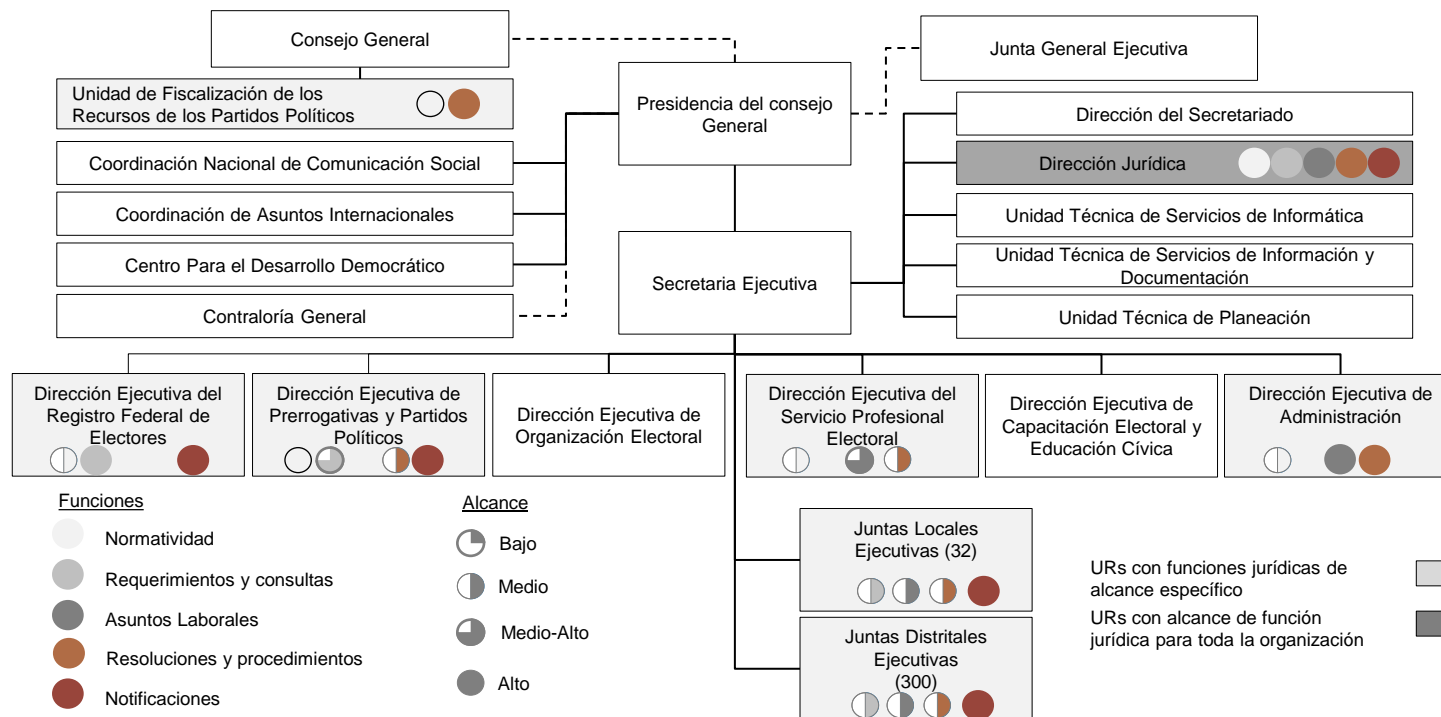 Consejo General
Junta General Ejecutiva
Unidad de Fiscalización de los
Recursos de los Partidos Políticos
Presidencia del consejo
General
Dirección del Secretariado
Coordinación Nacional de Comunicación Social
Dirección Jurídica
Coordinación de Asuntos Internacionales
Unidad Técnica de Servicios de Informática
Centro Para el Desarrollo Democrático
Secretaria Ejecutiva
Unidad Técnica de Servicios de Información y
Documentación
Contraloría General
Unidad Técnica de Planeación
Dirección Ejecutiva del
Registro Federal de
Electores
Dirección Ejecutiva de
Prerrogativas y Partidos
Políticos
Dirección Ejecutiva de
Organización Electoral
Dirección Ejecutiva del
Servicio Profesional
Electoral
Dirección Ejecutiva de
Capacitación Electoral y
Educación Cívica
Dirección Ejecutiva de
Administración
Funciones
Normatividad
Requerimientos y consultas
Asuntos Laborales
Resoluciones y procedimientos
Notificaciones
Alcance
Bajo
Medio
Medio-Alto
Alto
Juntas Locales
Ejecutivas (32)
Juntas Distritales
Ejecutivas
(300)
URs con funciones jurídicas de
alcance específico
URs con alcance de función
jurídica para toda la organización